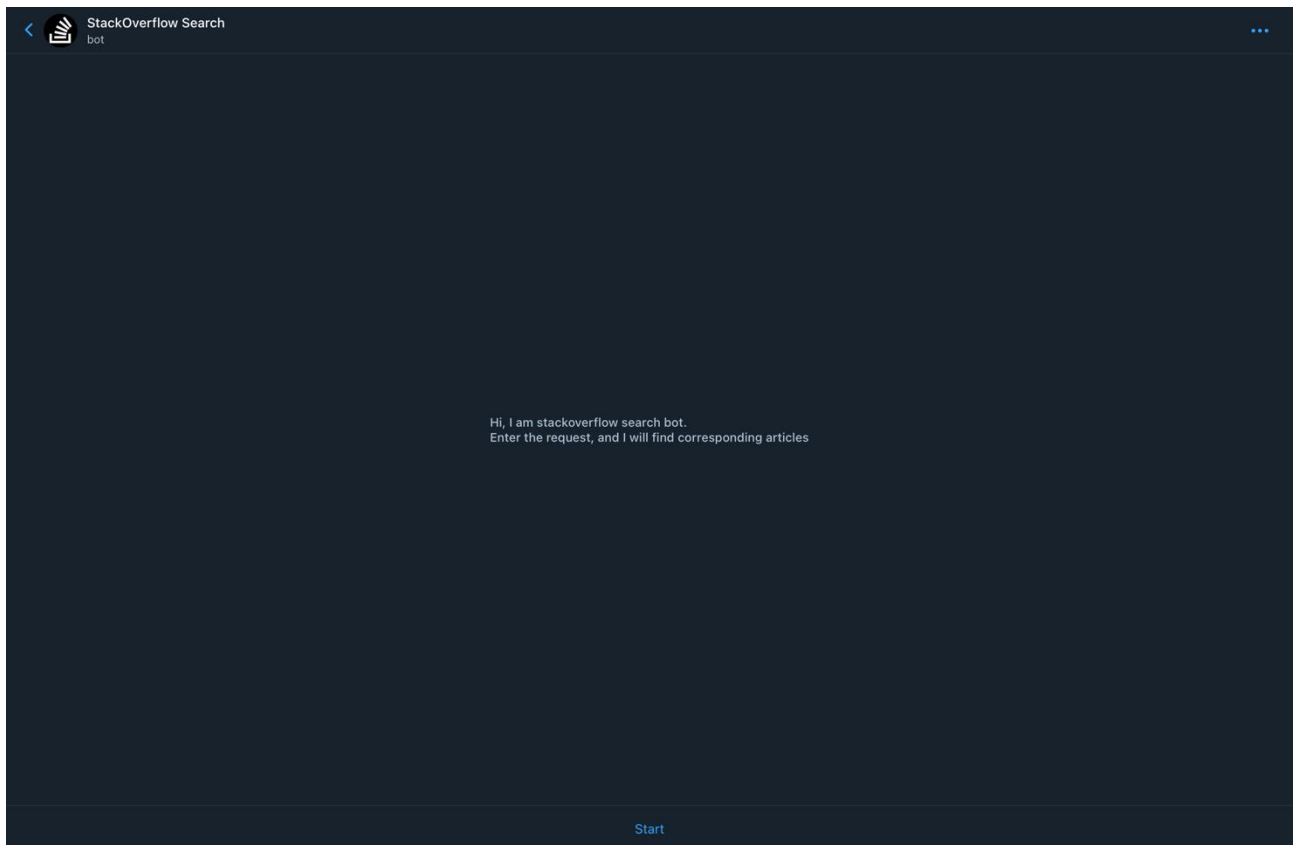 StackOverflow Search
bot
Hi, I am stackoverflow search bot.
Enter the request, and I will find corresponding articles
Start